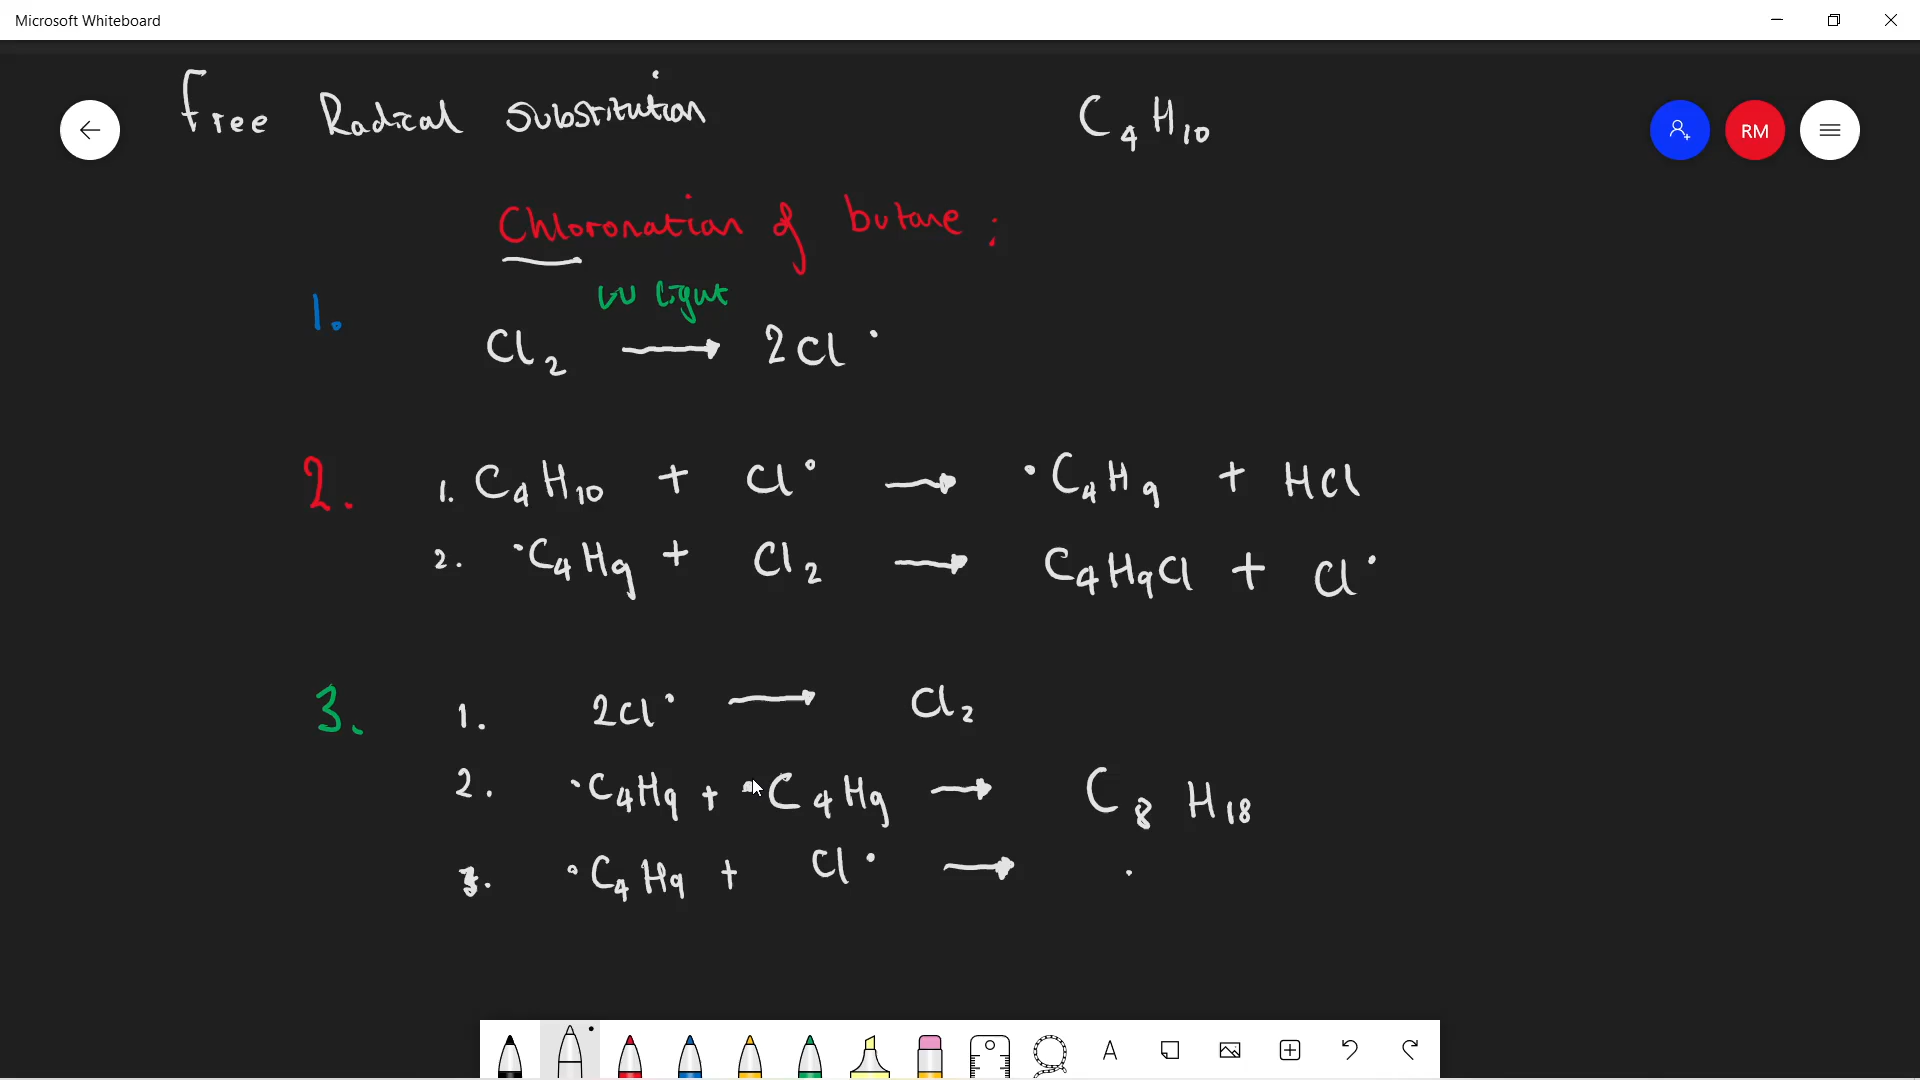 Microsoft Whiteboard
Free Radical Substitution C₄H₁₀
RM
Chloronation of butane :
UV light
1.
Cl₂ → 2Cl•
2. 1. C₄H₁₀ + Cl• → •C₄H₉ + HCl
2. •C₄H₉ + Cl₂ → C₄H₉Cl + Cl•
3. 1. 2Cl• → Cl₂
2. •C₄H₉ + •C₄H₉ → C₈H₁₈
3. •C₄H₉ + Cl• → .
A